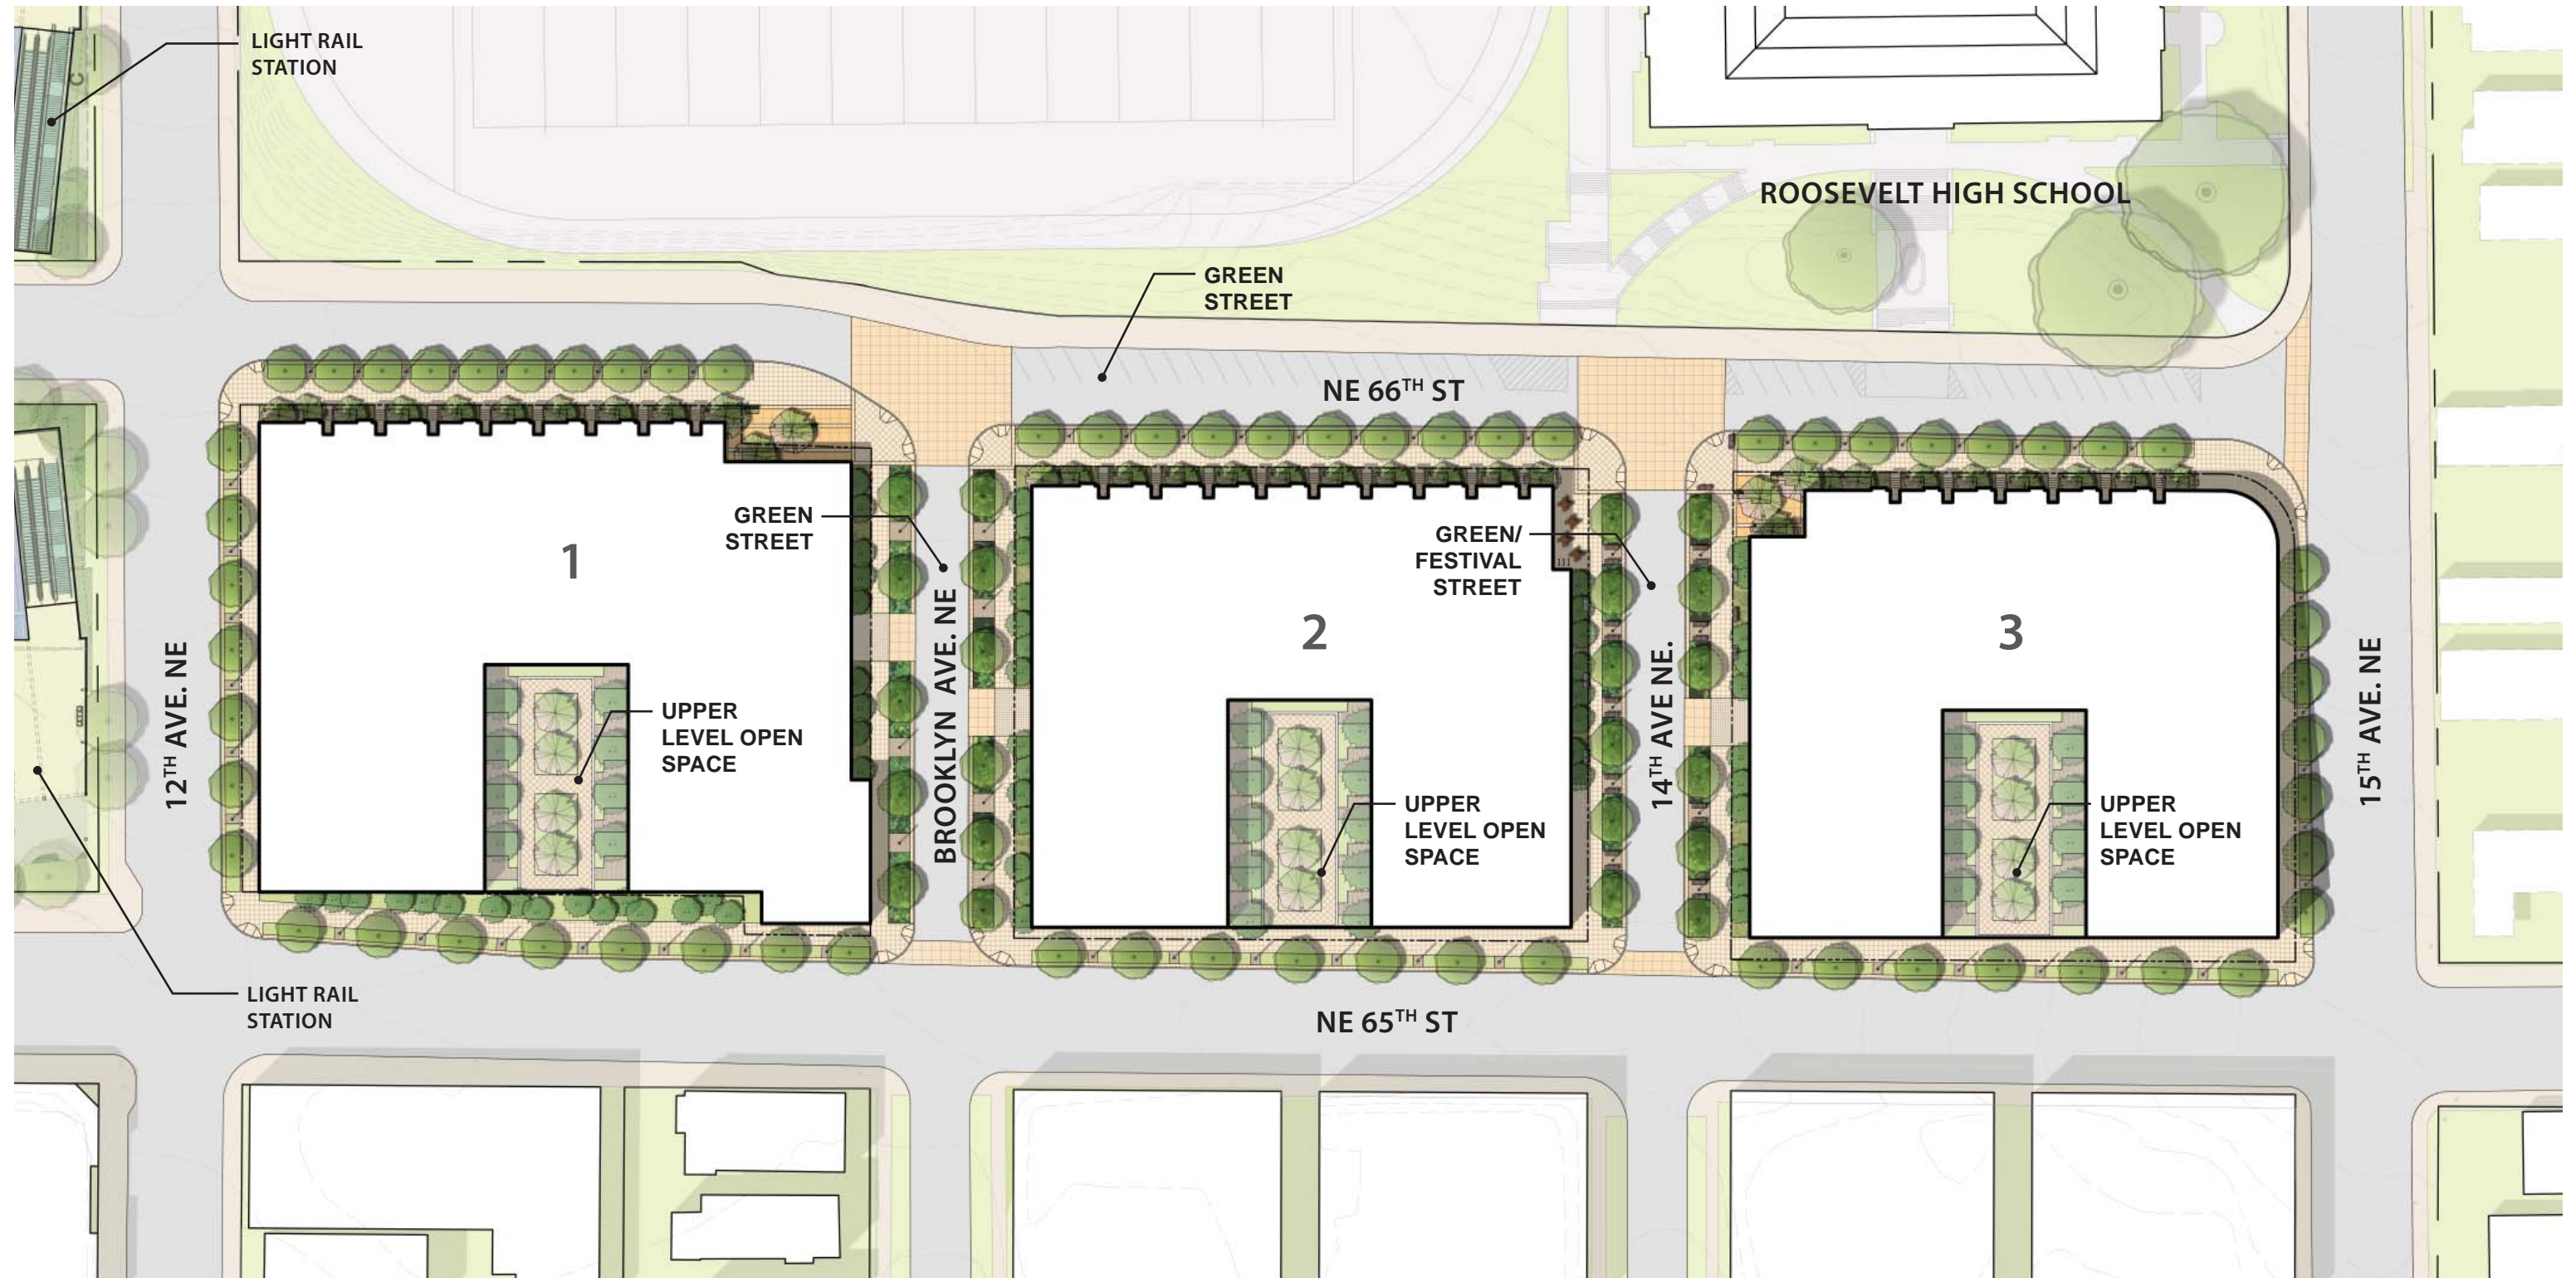 LIGHT RAIL
STATION
ROOSEVELT HIGH SCHOOL
GREEN
STREET
NE 66TH ST
1
GREEN
STREET
2
GREEN/
FESTIVAL
STREET
3
12TH AVE. NE
UPPER
LEVEL OPEN
SPACE
BROOKLYN AVE. NE
UPPER
LEVEL OPEN
SPACE
14TH AVE NE.
UPPER
LEVEL OPEN
SPACE
15TH AVE. NE
LIGHT RAIL
STATION
NE 65TH ST